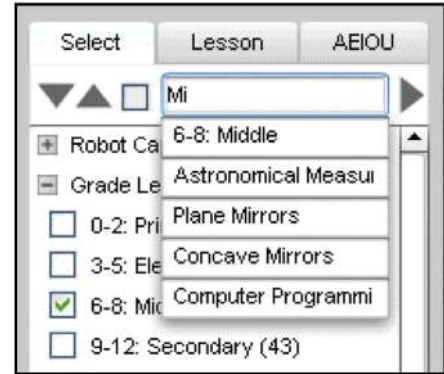 Select Lesson AEIOU
Mi
Robot Ca
6-8: Middle
Grade Le
Astronomical Measu
0-2: Pri
Plane Mirrors
3-5: Ele
Concave Mirrors
6-8: Mid
Computer Programmi
9-12: Secondary (43)